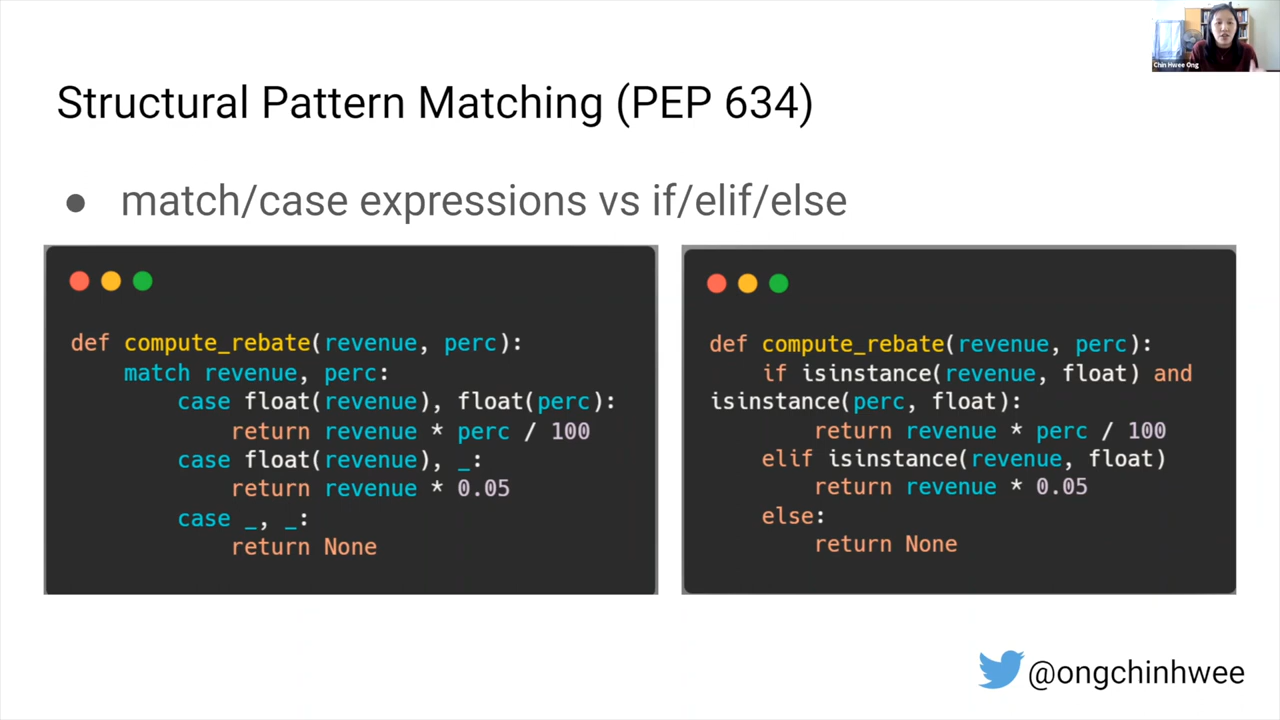 Chin Hwee Ong
Structural Pattern Matching (PEP 634)
● match/case expressions vs if/elif/else
def compute_rebate(revenue, perc):
    match revenue, perc:
        case float(revenue), float(perc):
            return revenue * perc / 100
        case float(revenue), _:
            return revenue * 0.05
        case _, _:
            return None
def compute_rebate(revenue, perc):
    if isinstance(revenue, float) and
isinstance(perc, float):
        return revenue * perc / 100
    elif isinstance(revenue, float)
        return revenue * 0.05
    else:
        return None
@ongchinhwee